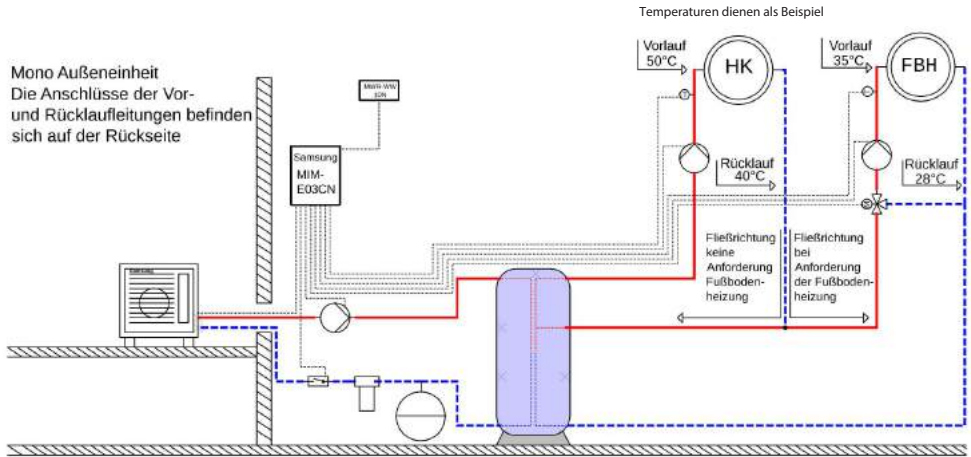 Temperaturen dienen als Beispiel
Mono Außeneinheit
Die Anschlüsse der Vor-
und Rücklaufleitungen befinden
sich auf der Rückseite
Samsung
MIM-
E03CN
Vorlauf
50°C
HK
Rücklauf
40°C
Vorlauf
35°C
FBH
Rücklauf
28°C
Fließrichtung
keine
Anforderung
Fußboden-
heizung
Fließrichtung
bei
Anforderung
der Fußboden-
heizung
Samsung